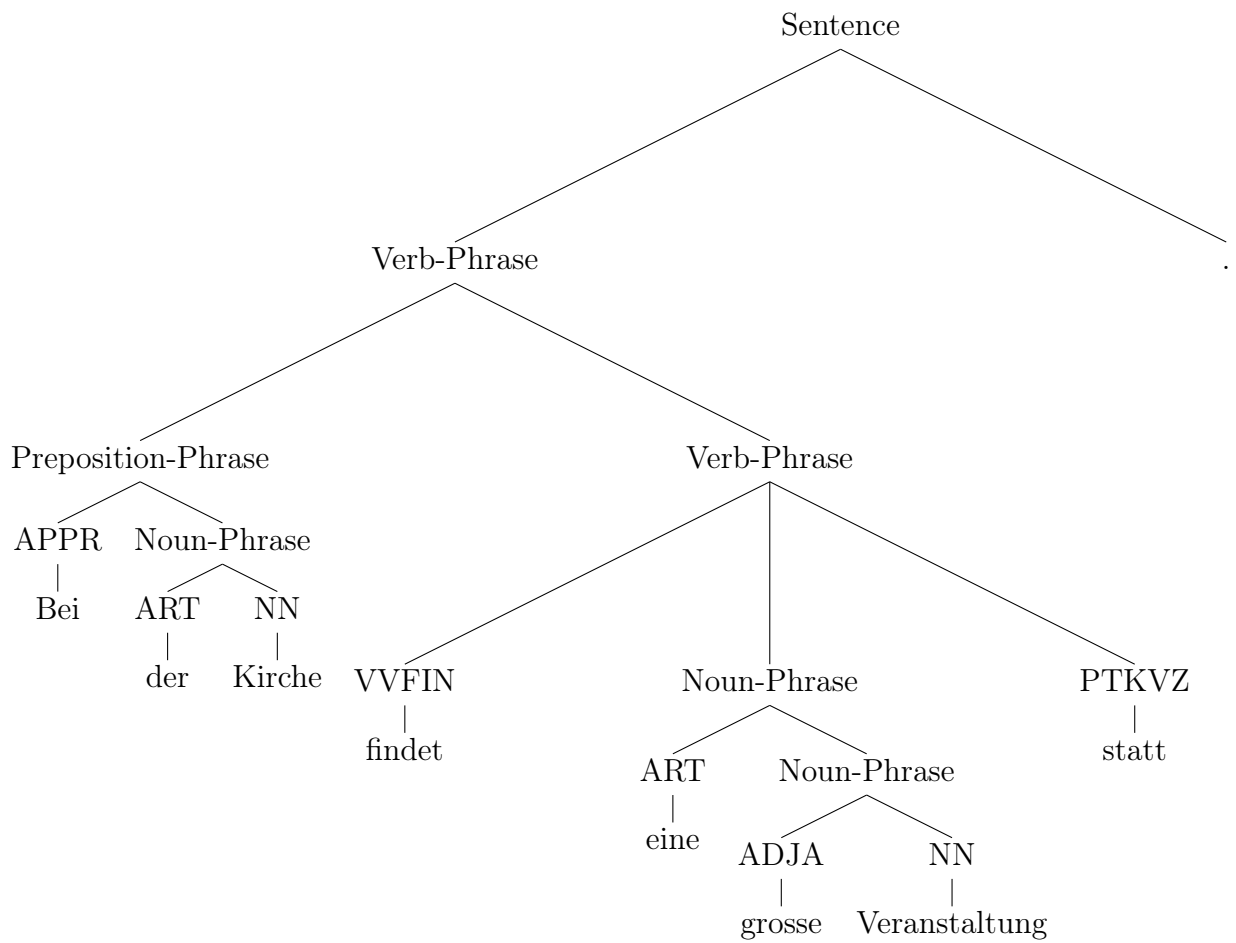 Sentence
Verb-Phrase .
Preposition-Phrase Verb-Phrase
APPR Noun-Phrase
Bei ART NN
der Kirche VVFIN Noun-Phrase PTKVZ
findet statt
ART Noun-Phrase
eine
ADJA NN
grosse Veranstaltung